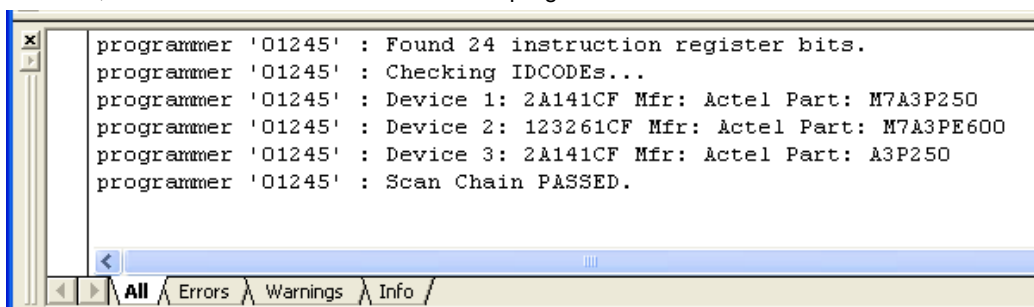 programmer '01245' : Found 24 instruction register bits.
programmer '01245' : Checking IDCODEs...
programmer '01245' : Device 1: 2A141CF Mfr: Actel Part: M7A3P250
programmer '01245' : Device 2: 123261CF Mfr: Actel Part: M7A3PE600
programmer '01245' : Device 3: 2A141CF Mfr: Actel Part: A3P250
programmer '01245' : Scan Chain PASSED.
All Errors Warnings Info